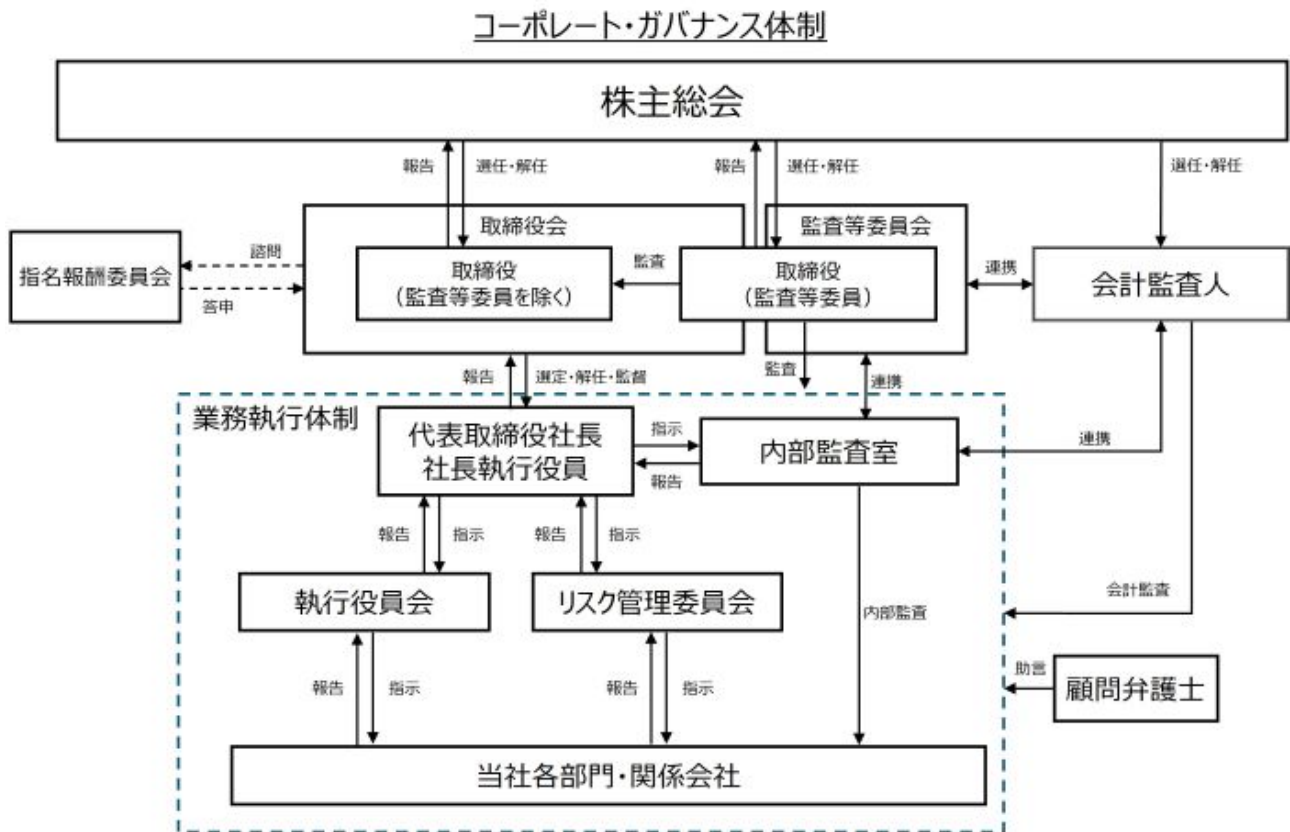 コーポレート・ガバナンス体制
株主総会
報告
選任・解任
報告
選任・解任
選任・解任
取締役会
監査等委員会
指名報酬委員会
諮問
答申
取締役
(監査等委員を除く)
監査
取締役
(監査等委員)
連携
会計監査人
報告
選定・解任・監督
監査
連携
業務執行体制
代表取締役社長
社長執行役員
指示
報告
内部監査室
連携
報告
指示
報告
指示
執行役員会
リスク管理委員会
内部監査
会計監査
報告
指示
報告
指示
助言
顧問弁護士
当社各部門・関係会社